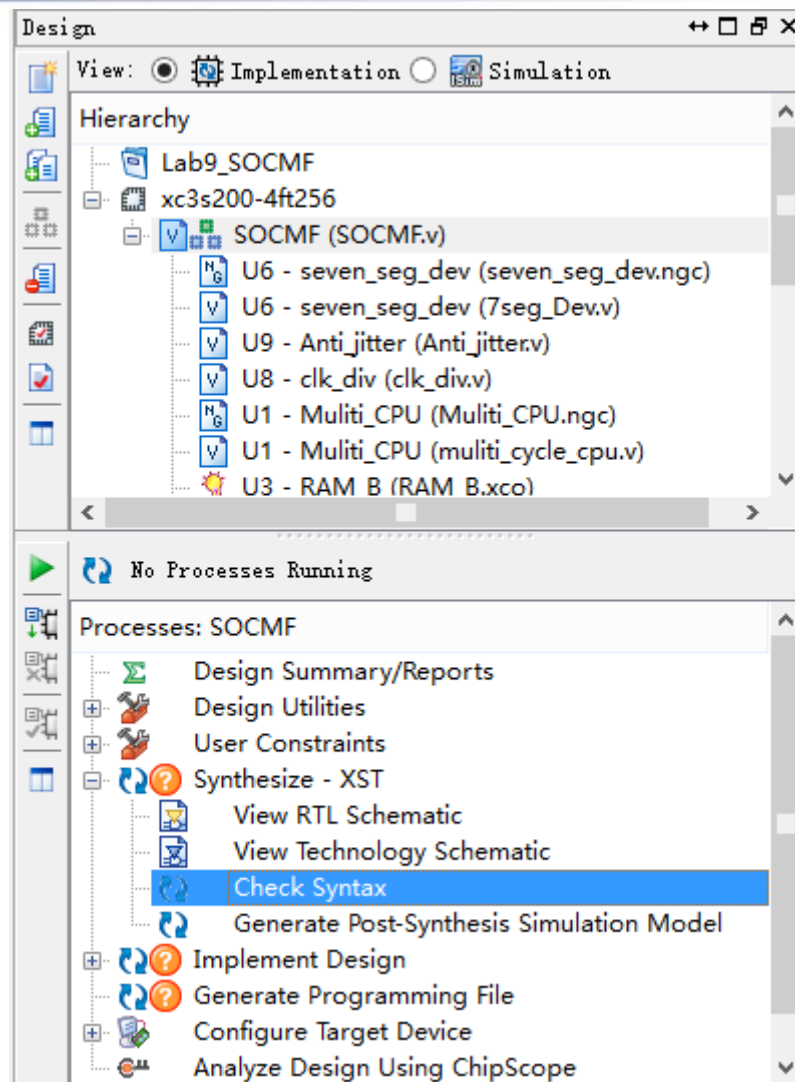 Design
View: Implementation Simulation
Hierarchy
Lab9_SOCMF
xc3s200-4ft256
SOCMF (SOCMF.v)
U6 - seven_seg_dev (seven_seg_dev.ngc)
U6 - seven_seg_dev (7seg_Dev.v)
U9 - Anti_jitter (Anti_jitter.v)
U8 - clk_div (clk_div.v)
U1 - Muliti_CPU (Muliti_CPU.ngc)
U1 - Muliti_CPU (muliti_cycle_cpu.v)
U3 - RAM_B (RAM_B.xco)
No Processes Running
Processes: SOCMF
Design Summary/Reports
Design Utilities
User Constraints
Synthesize - XST
View RTL Schematic
View Technology Schematic
Check Syntax
Generate Post-Synthesis Simulation Model
Implement Design
Generate Programming File
Configure Target Device
Analyze Design Using ChipScope